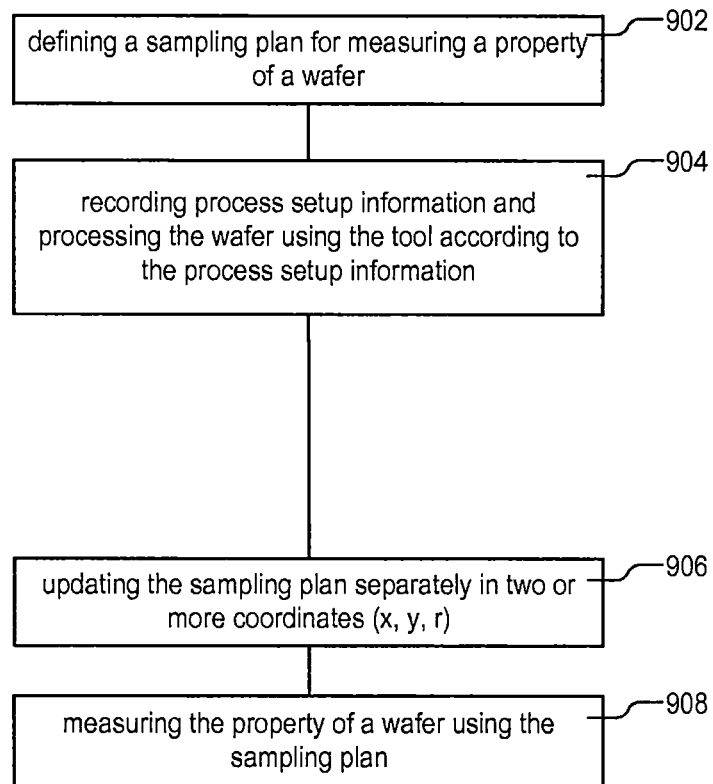 902
defining a sampling plan for measuring a property
of a wafer
904
recording process setup information and
processing the wafer using the tool according to
the process setup information
906
updating the sampling plan separately in two or
more coordinates (x, y, r)
908
measuring the property of a wafer using the
sampling plan